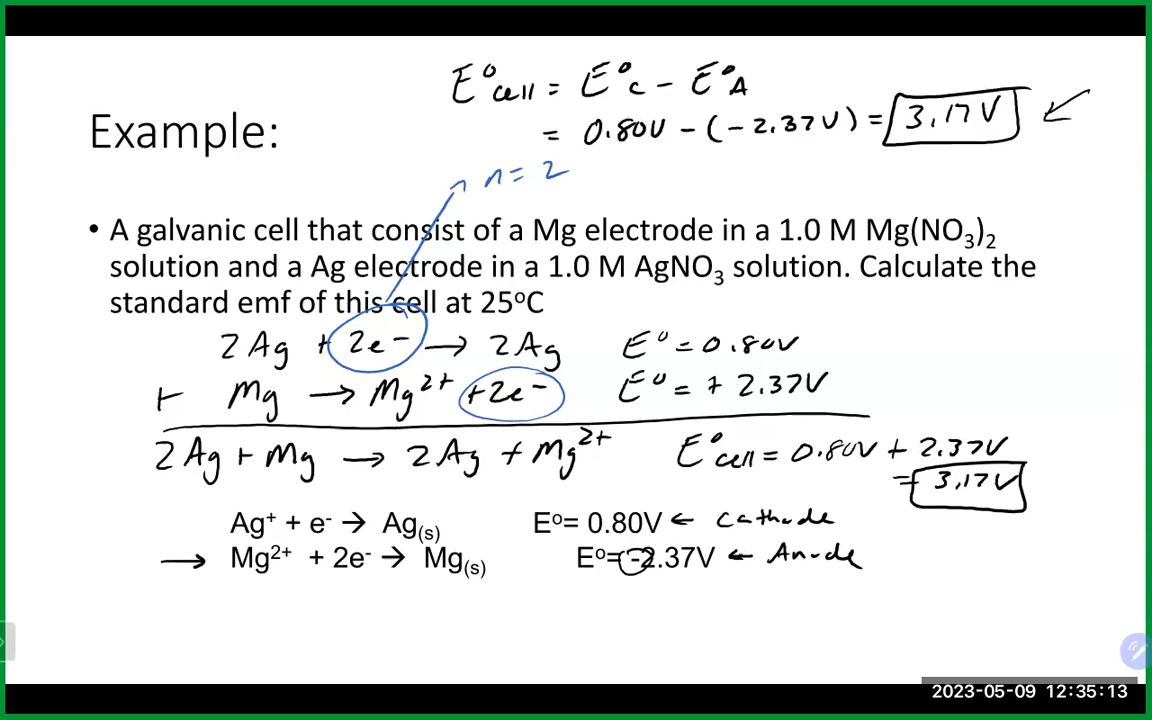 E°cell = E°c - E°A
Example:
= 0.80V - (-2.37V) = 3.17V
n = 2
• A galvanic cell that consist of a Mg electrode in a 1.0 M Mg(NO₃)₂
solution and a Ag electrode in a 1.0 M AgNO₃ solution. Calculate the
standard emf of this cell at 25°C
2Ag + 2e⁻ → 2Ag E° = 0.80V
+ Mg → Mg²⁺ +2e⁻ E° = +2.37V
2Ag + Mg → 2Ag + Mg²⁺ E°cell = 0.80V + 2.37V
= 3.17V
Ag⁺ + e⁻ → Ag(s) E°= 0.80V ← Cathode
→ Mg²⁺ + 2e⁻ → Mg(s) E°= -2.37V ← Anode
2023-05-09 12:35:13